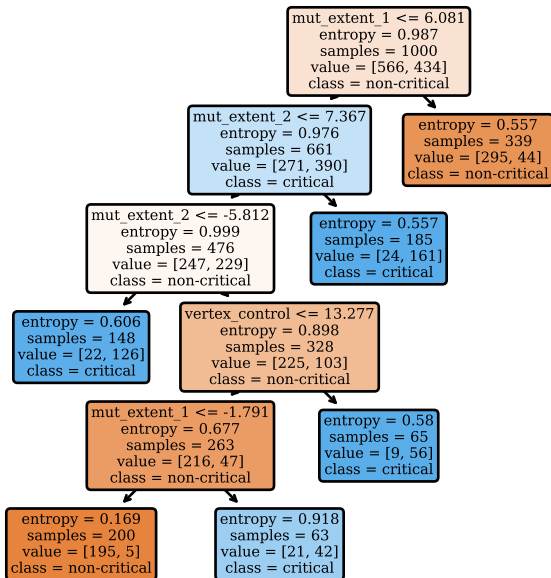 mut_extent_1 <= 6.081
entropy = 0.987
samples = 1000
value = [566, 434]
class = non-critical
mut_extent_2 <= 7.367
entropy = 0.976
samples = 661
value = [271, 390]
class = critical
entropy = 0.557
samples = 339
value = [295, 44]
class = non-critical
mut_extent_2 <= -5.812
entropy = 0.999
samples = 476
value = [247, 229]
class = non-critical
entropy = 0.557
samples = 185
value = [24, 161]
class = critical
entropy = 0.606
samples = 148
value = [22, 126]
class = critical
vertex_control <= 13.277
entropy = 0.898
samples = 328
value = [225, 103]
class = non-critical
mut_extent_1 <= -1.791
entropy = 0.677
samples = 263
value = [216, 47]
class = non-critical
entropy = 0.58
samples = 65
value = [9, 56]
class = critical
entropy = 0.169
samples = 200
value = [195, 5]
class = non-critical
entropy = 0.918
samples = 63
value = [21, 42]
class = critical